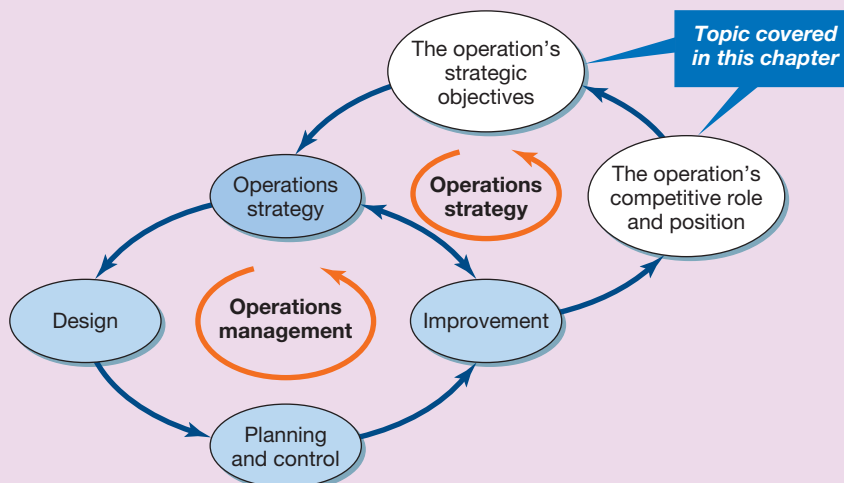 The operation's
strategic
objectives
Topic covered
in this chapter
Operations
strategy
Operations
strategy
The operation's
competitive role
and position
Design
Operations
management
Improvement
Planning
and control